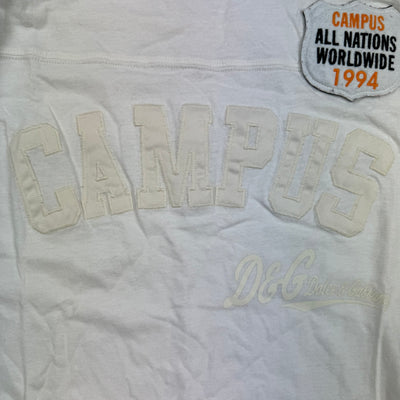 CAMPUS
ALL NATIONS
WORLDWIDE
1994
CAMPUS
D&G